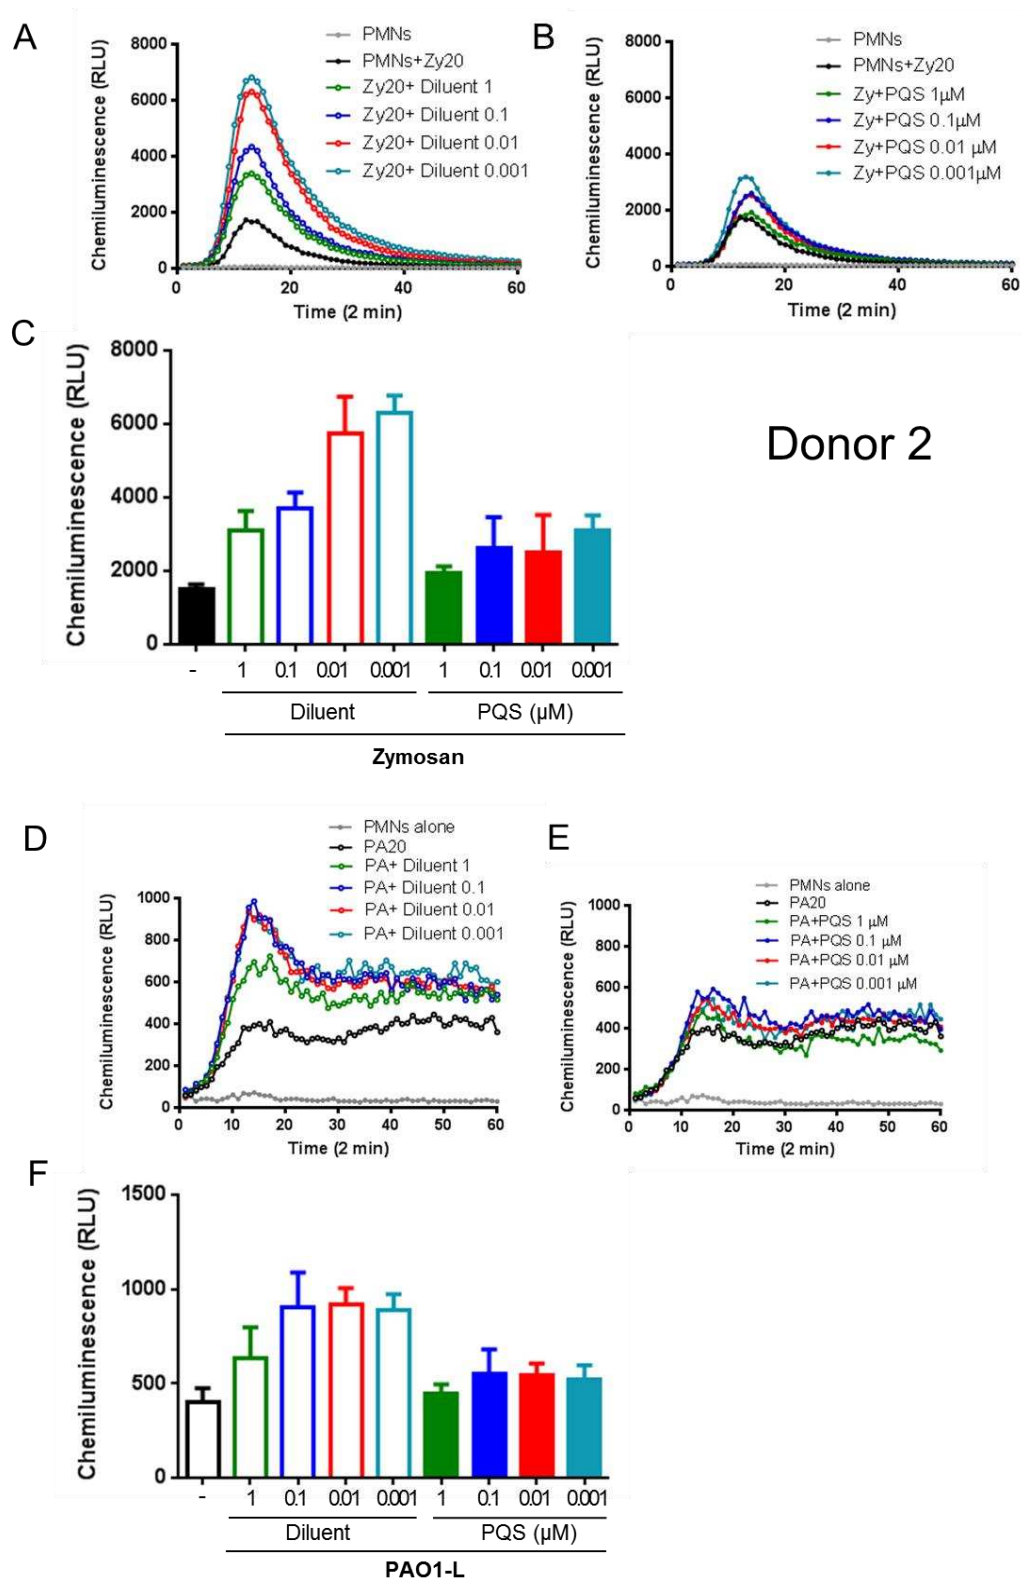 A
Chemiluminescence (RLU)
8000
6000
4000
2000
0
0 20 40 60
Time (2 min)
PMNs
PMNs+Zy20
Zy20+ Diluent 1
Zy20+ Diluent 0.1
Zy20+ Diluent 0.01
Zy20+ Diluent 0.001
B
Chemiluminescence (RLU)
8000
6000
4000
2000
0
0 20 40 60
Time (2 min)
PMNs
PMNs+Zy20
Zy+PQS 1µM
Zy+PQS 0.1µM
Zy+PQS 0.01 µM
Zy+PQS 0.001µM
C
Chemiluminescence (RLU)
8000
6000
4000
2000
0
- 1 0.1 0.01 0.001 1 0.1 0.01 0.001
Diluent PQS (µM)
Zymosan
Donor 2
D
Chemiluminescence (RLU)
1000
800
600
400
200
0
0 10 20 30 40 50 60
Time (2 min)
PMNs alone
PA20
PA+ Diluent 1
PA+ Diluent 0.1
PA+ Diluent 0.01
PA+ Diluent 0.001
E
Chemiluminescence (RLU)
1000
800
600
400
200
0
0 10 20 30 40 50 60
Time (2 min)
PMNs alone
PA20
PA+PQS 1 µM
PA+PQS 0.1 µM
PA+PQS 0.01 µM
PA+PQS 0.001 µM
F
Chemiluminescence (RLU)
1500
1000
500
0
- 1 0.1 0.01 0.001 1 0.1 0.01 0.001
Diluent PQS (µM)
PAO1-L